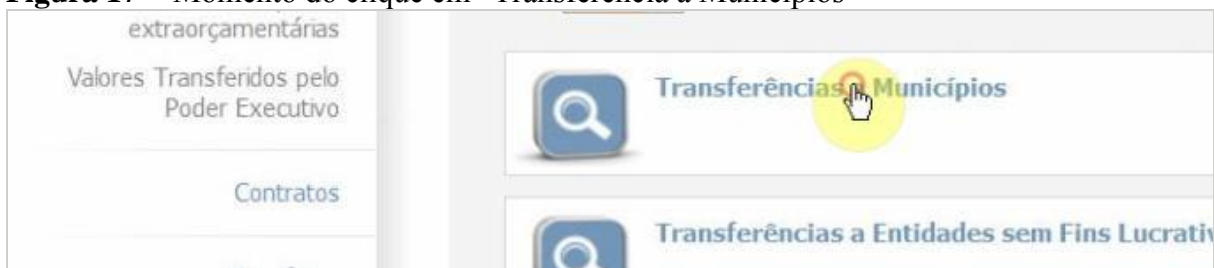 extraorçamentárias
Valores Transferidos pelo
Poder Executivo
Contratos
Transferências a Municípios
Transferências a Entidades sem Fins Lucrativ